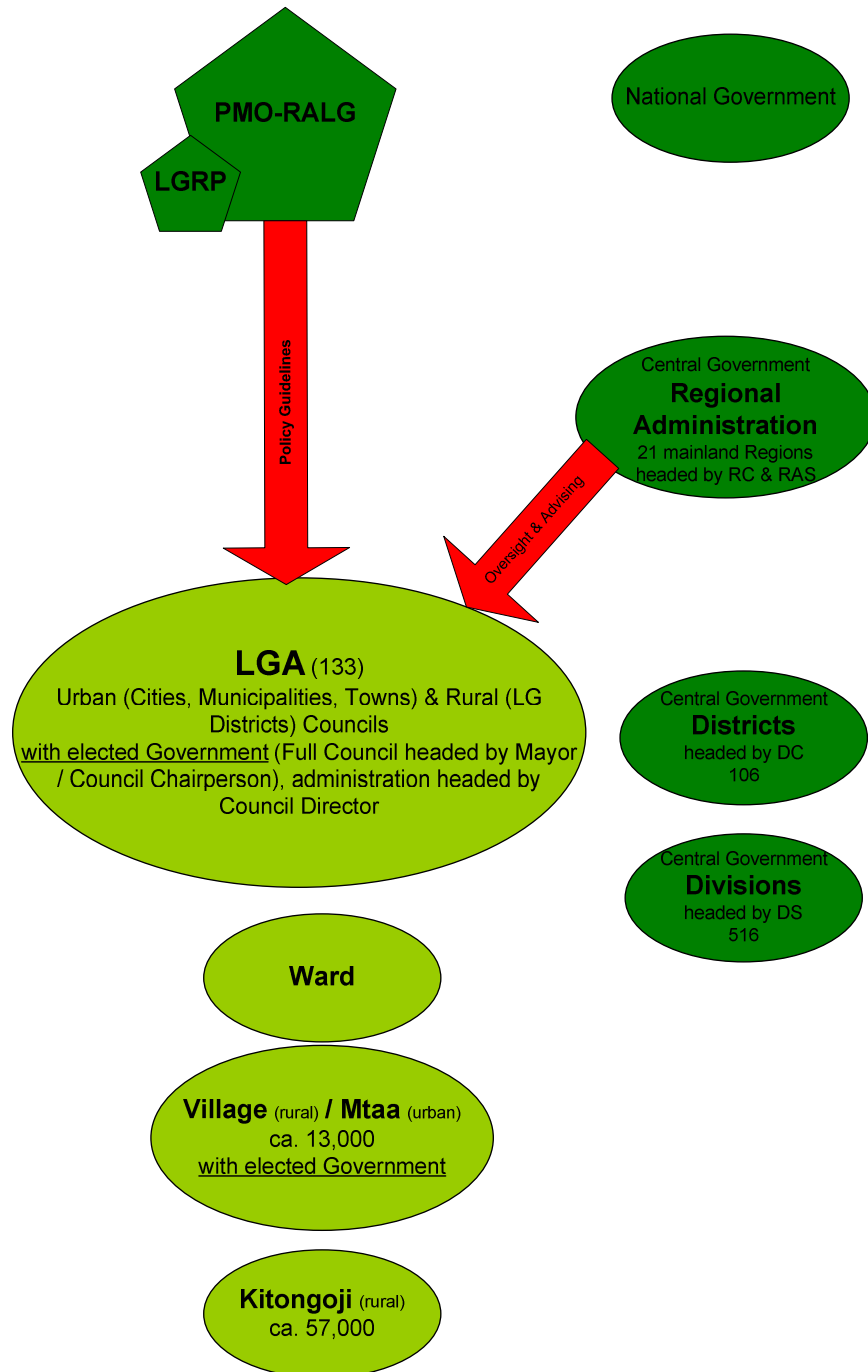 PMO-RALG
LGRP
National Government
Policy Guidelines
Central Government
Regional
Administration
21 mainland Regions
headed by RC & RAS
Oversight & Advising
LGA (133)
Urban (Cities, Municipalities, Towns) & Rural (LG
Districts) Councils
with elected Government (Full Council headed by Mayor
/ Council Chairperson), administration headed by
Council Director
Central Government
Districts
headed by DC
106
Central Government
Divisions
headed by DS
516
Ward
Village (rural) / Mtaa (urban)
ca. 13,000
with elected Government
Kitongoji (rural)
ca. 57,000